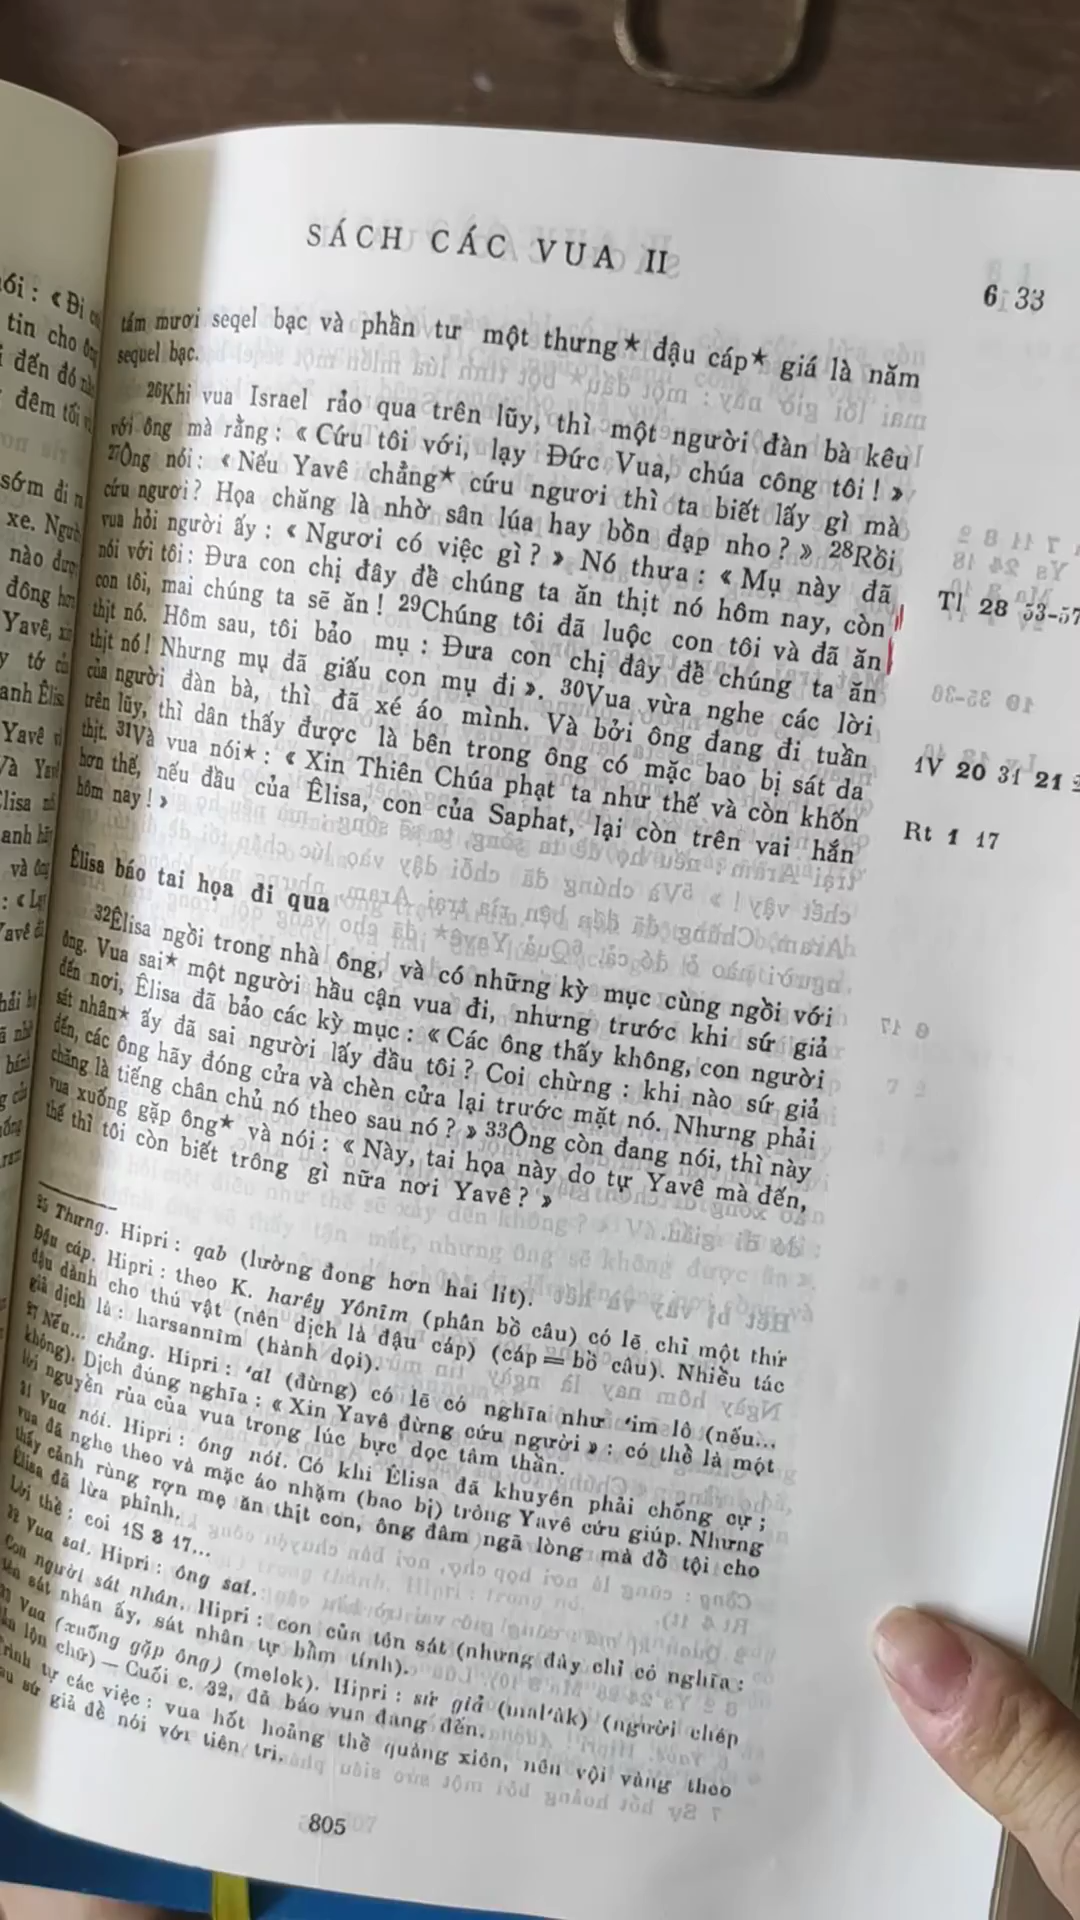 SÁCH CÁC VUA II
6, 33
tám mươi seqel bạc và phần tư một thưng* đậu cáp* giá là năm
sequel bạc.
26Khi vua Israel rảo qua trên lũy, thì một người đàn bà kêu
với ông mà rằng : « Cứu tôi với, lạy Đức Vua, chúa công tôi ! »
27Ông nói : « Nếu Yavê chẳng* cứu ngươi thì ta biết lấy gì mà
cứu ngươi ? Họa chăng là nhờ sân lúa hay bồn đạp nho ? » 28Rồi
vua hỏi người ấy : « Ngươi có việc gì ? » Nó thưa : « Mụ này đã
nói với tôi : Đưa con chị đây để chúng ta ăn thịt nó hôm nay, còn
con tôi, mai chúng ta sẽ ăn ! 29Chúng tôi đã luộc con tôi và đã ăn
thịt nó. Hôm sau, tôi bảo mụ : Đưa con chị đây để chúng ta ăn
thịt nó ! Nhưng mụ đã giấu con mụ đi ». 30Vua vừa nghe các lời
của người đàn bà, thì đã xé áo mình. Và bởi ông đang đi tuần
trên lũy, thì dân thấy được là bên trong ông có mặc bao bị sát da
thịt. 31Và vua nói* : « Xin Thiên Chúa phạt ta như thế và còn khốn
hơn thế, nếu đầu của Êlisa, con của Saphat, lại còn trên vai hắn
hôm nay ! »
Tl 28 53-57
1V 20 31 21
Rt 1 17
Êlisa báo tai họa đi qua
32Êlisa ngồi trong nhà ông, và có những kỳ mục cùng ngồi với
ông. Vua sai* một người hầu cận vua đi, nhưng trước khi sứ giả
đến nơi, Êlisa đã bảo các kỳ mục : « Các ông thấy không, con người
sát nhân* ấy đã sai người lấy đầu tôi ? Coi chừng : khi nào sứ giả
đến, các ông hãy đóng cửa và chèn cửa lại trước mặt nó. Nhưng phải
chăng là tiếng chân chủ nó theo sau nó ? » 33Ông còn đang nói, thì này
vua xuống gặp ông* và nói : « Này, tai họa này do tự Yavê mà đến,
thế thì tôi còn biết trông gì nữa nơi Yavê ? »
25 Thưng. Hipri : qab (lường đong hơn hai lít).
Đậu cáp. Hipri : theo K. harêy Yônîm (phân bồ câu) có lẽ chỉ một thứ
đậu dành cho thú vật (nên dịch là đậu cáp) (cáp = bồ câu). Nhiều tác
giả dịch là : harsannîm (hành dọi).
27 Nếu... chẳng. Hipri : 'al (đừng) có lẽ có nghĩa như 'im lô (nếu...
không). Dịch đúng nghĩa : « Xin Yavê đừng cứu người » : có thể là một
lời nguyền rủa của vua trong lúc bực dọc tâm thần.
31 Vua nói. Hipri : ông nói. Có khi Êlisa đã khuyên phải chống cự ;
vua đã nghe theo và mặc áo nhặm (bao bị) tròng Yavê cứu giúp. Nhưng
thấy cảnh rùng rợn mẹ ăn thịt con, ông đâm ngã lòng mà đổ tội cho
Êlisa đã lừa phỉnh.
Lời thề : coi 1S 3 17...
32 Vua sai. Hipri : ông sai.
Con người sát nhân. Hipri : con của tên sát (nhưng đây chỉ có nghĩa :
tên sát nhân ấy, sát nhân tự bẩm tính).
33 Vua (xuống gặp ông) (melek). Hipri : sứ giả (mal'ùk) (người chép
lẫn lộn chữ) — Cuối c. 32, đã báo vua đang đến.
Trình tự các việc : vua hốt hoảng thề quàng xiên, nên vội vàng theo
sau sứ giả để nói với tiên tri.
805
nói : « Đi
tin cho ông
đến đó
đêm tối
sớm đi
xe.
nào
đông hơn
Yavê,
tớ
anh
Yavê
Và
anh
và